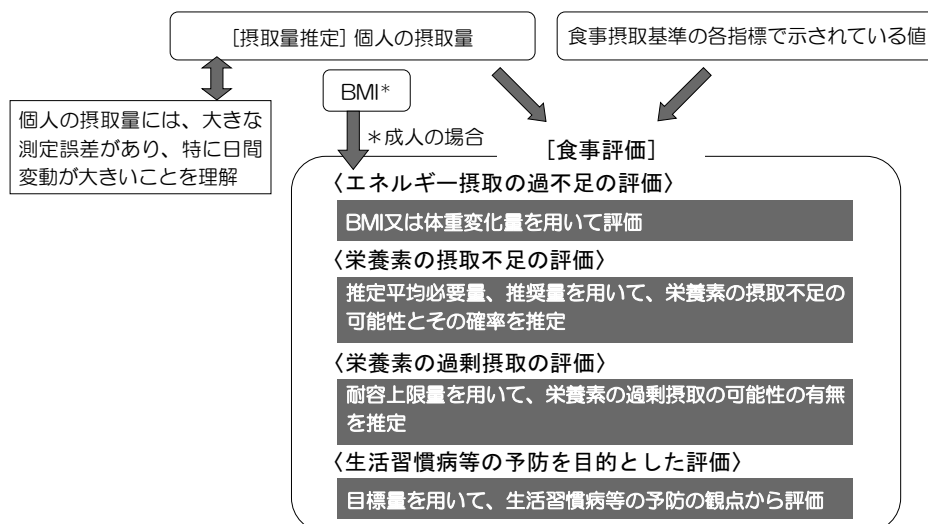 [摂取量推定] 個人の摂取量
食事摂取基準の各指標で示されている値
BMI*
*成人の場合
個人の摂取量には、大きな
測定誤差があり、特に日間
変動が大きいことを理解
[食事評価]
〈エネルギー摂取の過不足の評価〉
BMI又は体重変化量を用いて評価
〈栄養素の摂取不足の評価〉
推定平均必要量、推奨量を用いて、栄養素の摂取不足の
可能性とその確率を推定
〈栄養素の過剰摂取の評価〉
耐容上限量を用いて、栄養素の過剰摂取の可能性の有無
を推定
〈生活習慣病等の予防を目的とした評価〉
目標量を用いて、生活習慣病等の予防の観点から評価